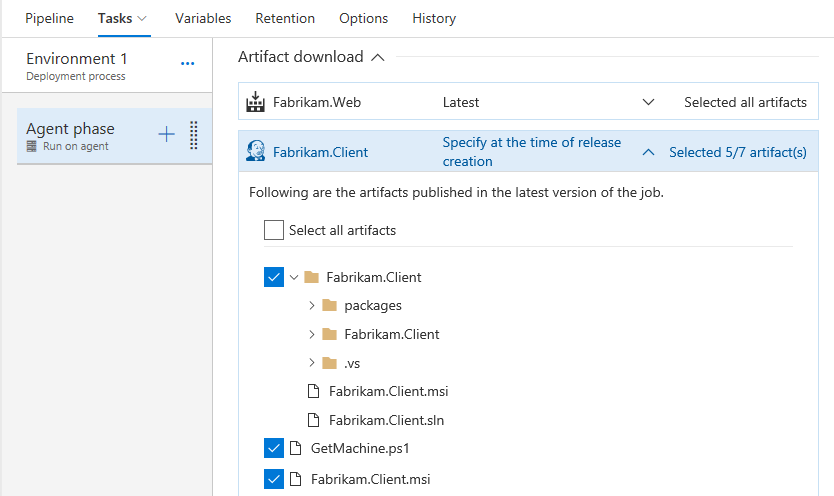 Pipeline Tasks Variables Retention Options History
Environment 1 ...
Deployment process
Agent phase
Run on agent
Artifact download
Fabrikam.Web Latest Selected all artifacts
Fabrikam.Client Specify at the time of release creation Selected 5/7 artifact(s)
Following are the artifacts published in the latest version of the job.
Select all artifacts
Fabrikam.Client
packages
Fabrikam.Client
.vs
Fabrikam.Client.msi
Fabrikam.Client.sln
GetMachine.ps1
Fabrikam.Client.msi